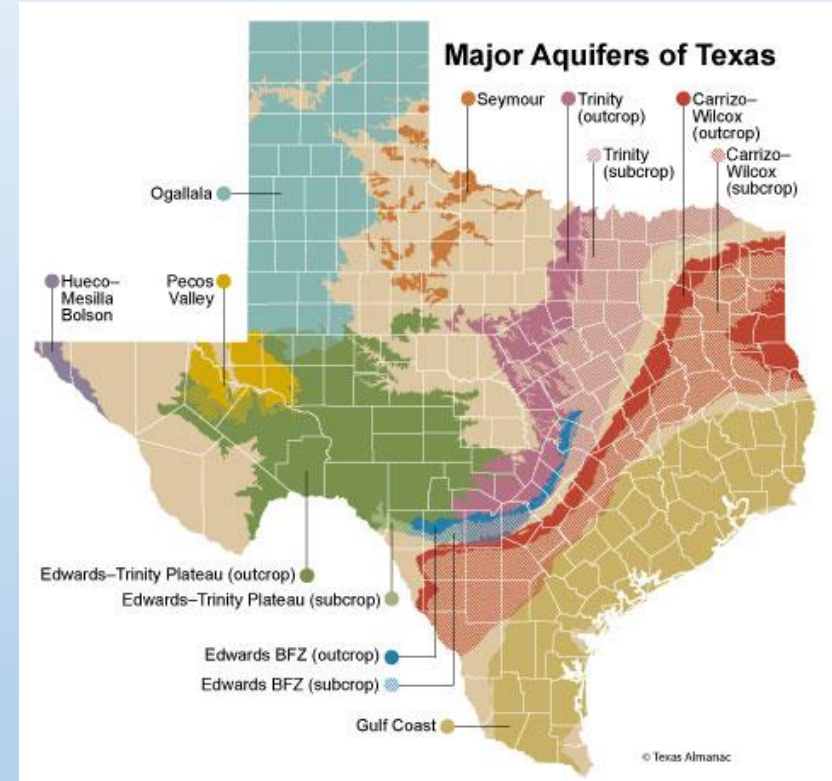 Major Aquifers of Texas
Seymour
Trinity
(outcrop)
Carrizo–
Wilcox
(outcrop)
Trinity
(subcrop)
Carrizo–
Wilcox
(subcrop)
Ogallala
Hueco–
Mesilla
Bolson
Pecos
Valley
Edwards–Trinity Plateau (outcrop)
Edwards–Trinity Plateau (subcrop)
Edwards BFZ (outcrop)
Edwards BFZ (subcrop)
Gulf Coast
© Texas Almanac